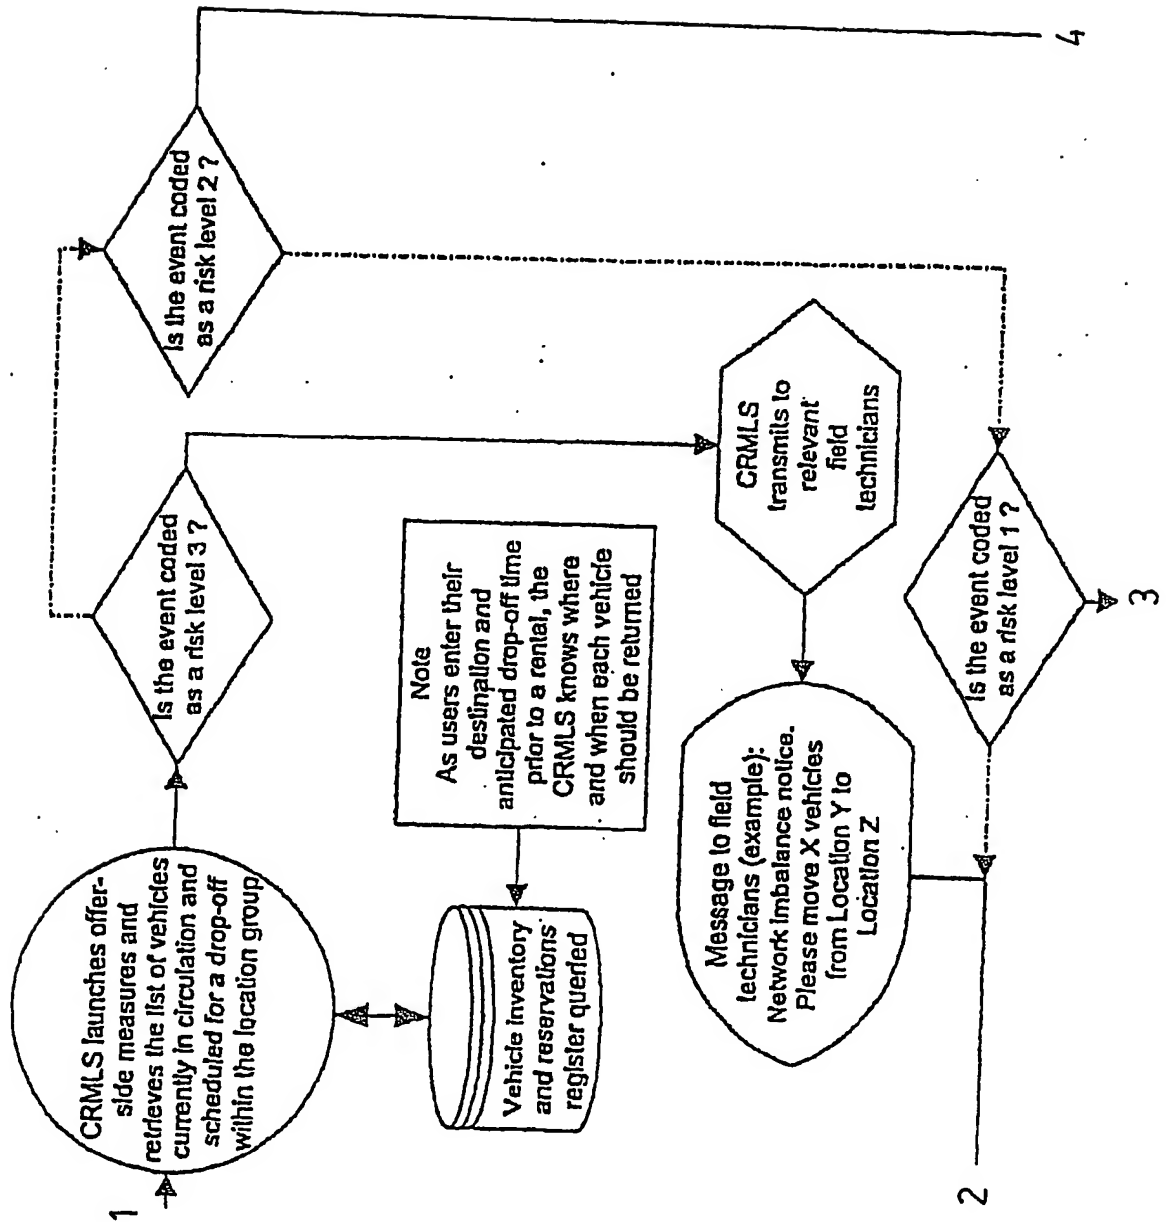 1
CRMLS launches offer-
side measures and
retrieves the list of vehicles
currently in circulation and
scheduled for a drop-off
within the location group
Vehicle inventory
and reservations
register queried
Note
As users enter their
destination and
anticipated drop-off time
prior to a rental, the
CRMLS knows where
and when each vehicle
should be returned
Is the event coded
as a risk level 3 ?
Is the event coded
as a risk level 2 ?
CRMLS
transmits to
relevant
field
technicians
Message to field
technicians (example):
Network imbalance notice.
Please move X vehicles
from Location Y to
Location Z
Is the event coded
as a risk level 1 ?
2
3
4